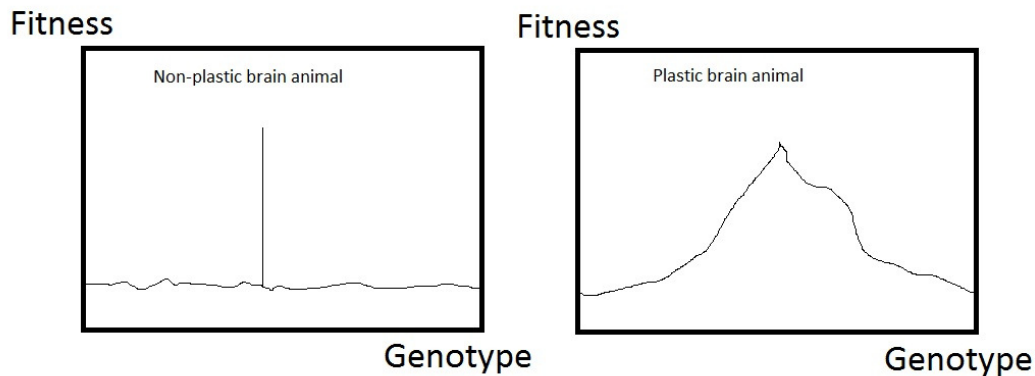 Fitness
Non-plastic brain animal
Genotype
Fitness
Plastic brain animal
Genotype